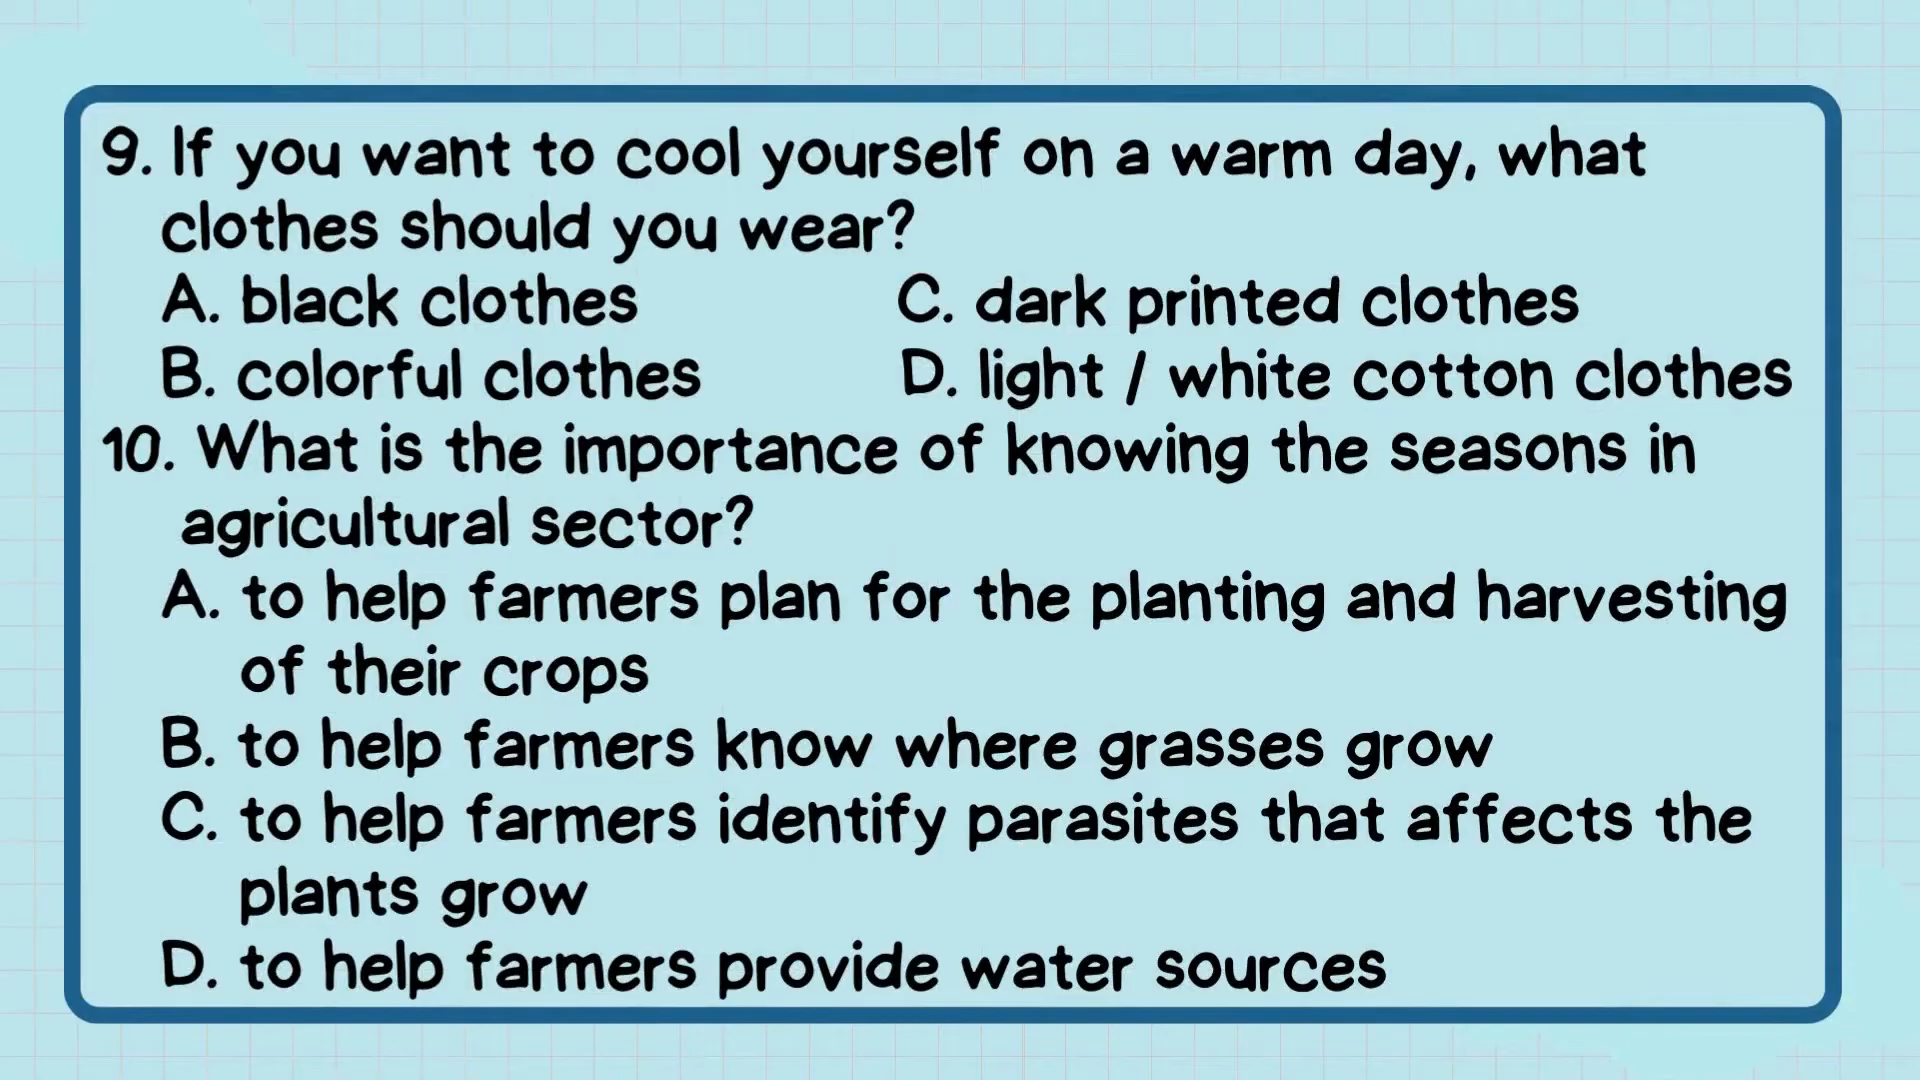 9. If you want to cool yourself on a warm day, what
clothes should you wear?
A. black clothes C. dark printed clothes
B. colorful clothes D. light / white cotton clothes
10. What is the importance of knowing the seasons in
agricultural sector?
A. to help farmers plan for the planting and harvesting
of their crops
B. to help farmers know where grasses grow
C. to help farmers identify parasites that affects the
plants grow
D. to help farmers provide water sources